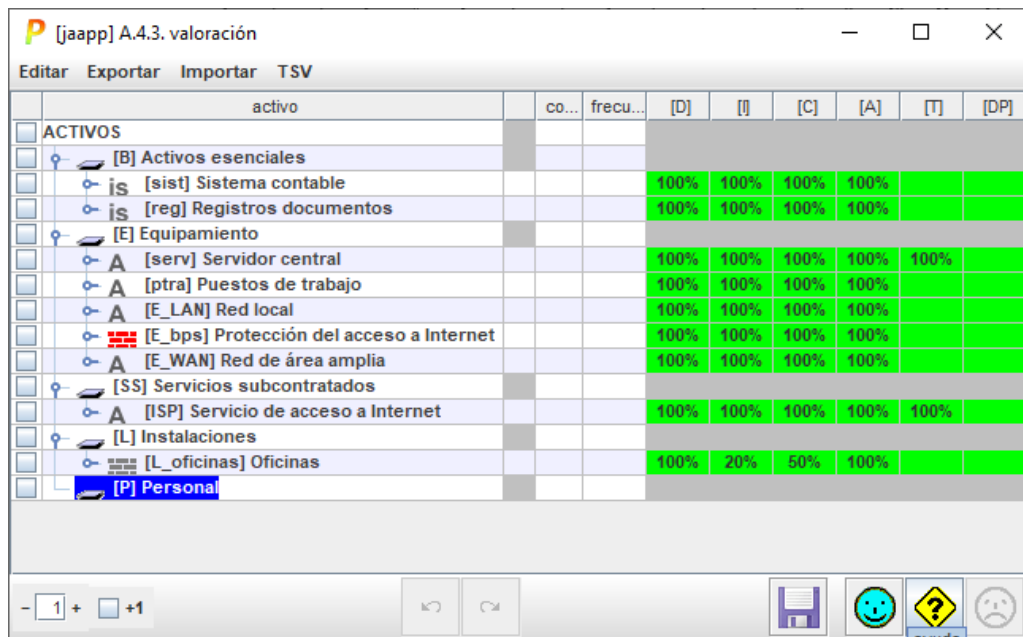 [jaapp] A.4.3. valoración
Editar Exportar Importar TSV
activo co... frecu... [D] [I] [C] [A] [T] [DP]
ACTIVOS
[B] Activos esenciales
is [sist] Sistema contable 100% 100% 100% 100%
is [reg] Registros documentos 100% 100% 100% 100%
[E] Equipamiento
A [serv] Servidor central 100% 100% 100% 100% 100%
A [ptra] Puestos de trabajo 100% 100% 100% 100%
A [E_LAN] Red local 100% 100% 100% 100%
[E_bps] Protección del acceso a Internet 100% 100% 100% 100%
A [E_WAN] Red de área amplia 100% 100% 100% 100%
[SS] Servicios subcontratados
A [ISP] Servicio de acceso a Internet 100% 100% 100% 100% 100%
[L] Instalaciones
[L_oficinas] Oficinas 100% 20% 50% 100%
[P] Personal
- 1 + +1